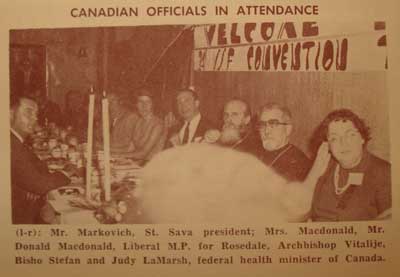 CANADIAN OFFICIALS IN ATTENDANCE
WELCOME
CONVENTION
(l-r): Mr. Markovich, St. Sava president; Mrs. Macdonald, Mr.
Donald Macdonald, Liberal M.P. for Rosedale, Archbishop Vitalije,
Bisho Stefan and Judy LaMarsh, federal health minister of Canada.